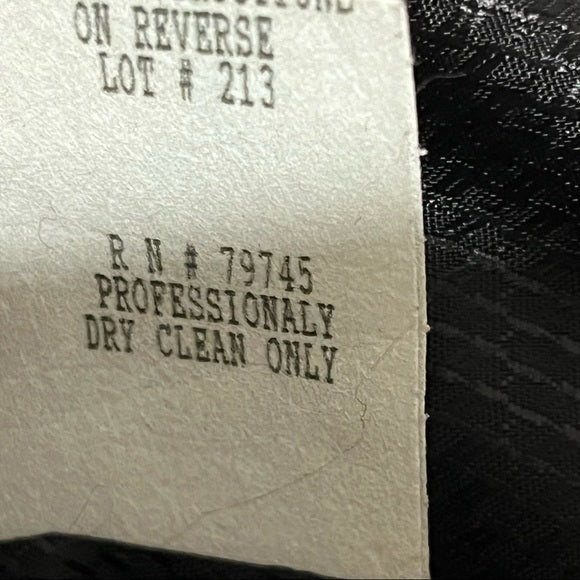 ON REVERSE
LOT # 213
R N # 79745
PROFESSIONALY
DRY CLEAN ONLY